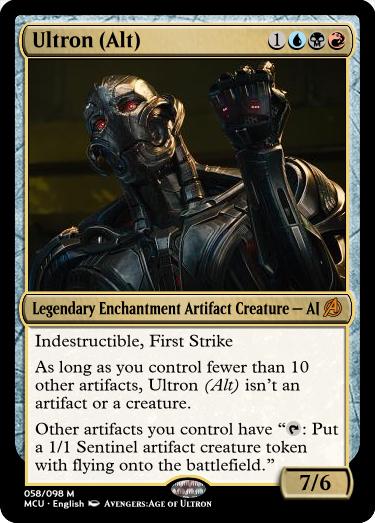 Ultron (Alt) 1
Legendary Enchantment Artifact Creature — AI
Indestructible, First Strike
As long as you control fewer than 10
other artifacts, Ultron (Alt) isn't an
artifact or a creature.
Other artifacts you control have “: Put
a 1/1 Sentinel artifact creature token
with flying onto the battlefield.”
7/6
058/098 M
MCU • English Avengers:Age of Ultron